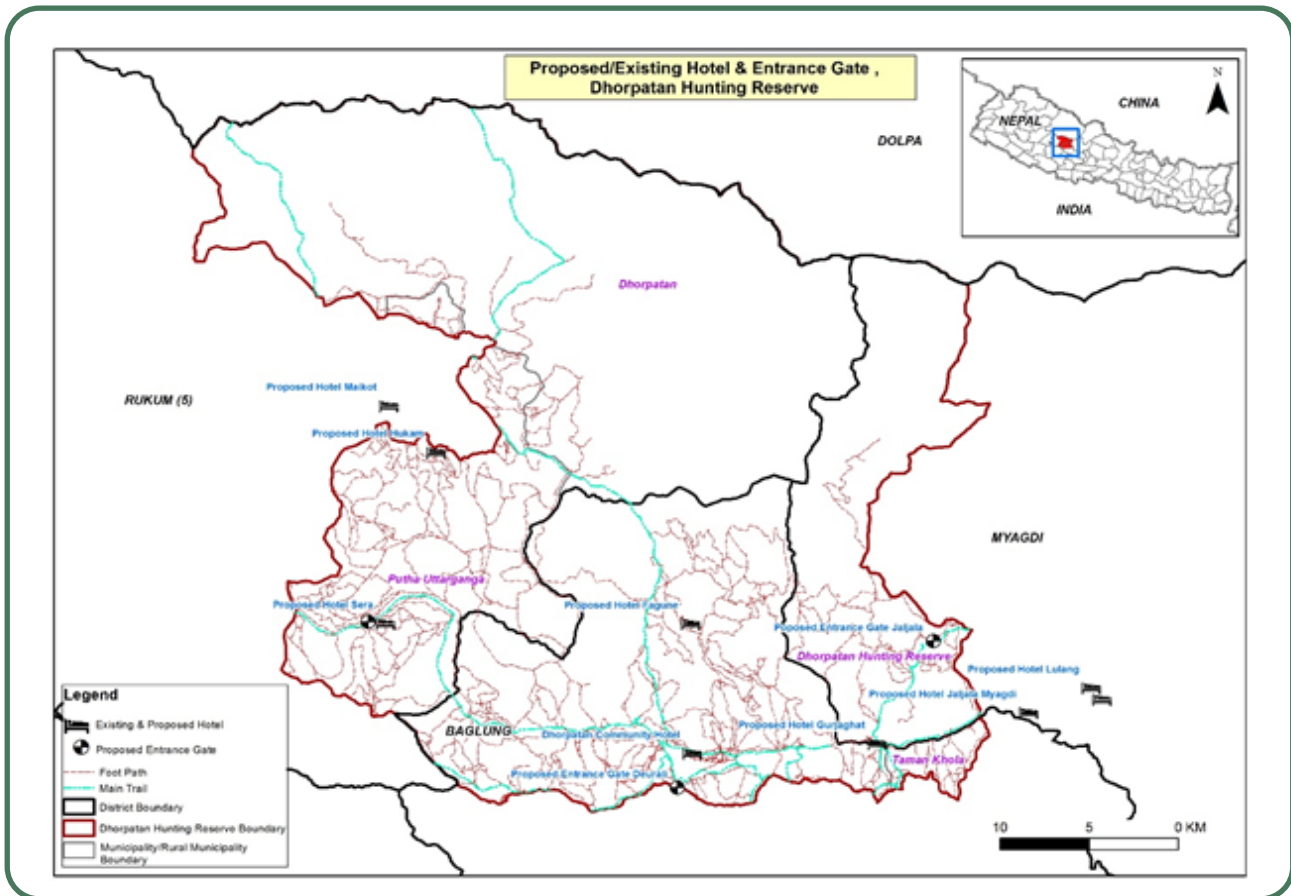 Proposed/Existing Hotel & Entrance Gate ,
Dhorpatan Hunting Reserve
N
CHINA
NEPAL
INDIA
DOLPA
Dhorpatan
RUKUM (5)
Proposed Hotel Maikot
Proposed Hotel Hukam
MYAGDI
Putha Uttarganga
Proposed Hotel Sera
Proposed Hotel Fagune
Poposed Entrance Gate Jaljala
Dhorpatan Hunting Reserve
Proposed Hotel Lulang
Proposed Hotel Jaljala Myagdi
Proposed Hotel Gurjaghat
BAGLUNG
Dhorpatan Community Hotel
Taman Khola
Proposed Entrance Gate Deurali
Legend
Existing & Proposed Hotel
Proposed Entrance Gate
Foot Path
Main Trail
District Boundary
Dhorpatan Hunting Reserve Boundary
Municipality/Rural Municipality
Boundary
10 5 0 KM